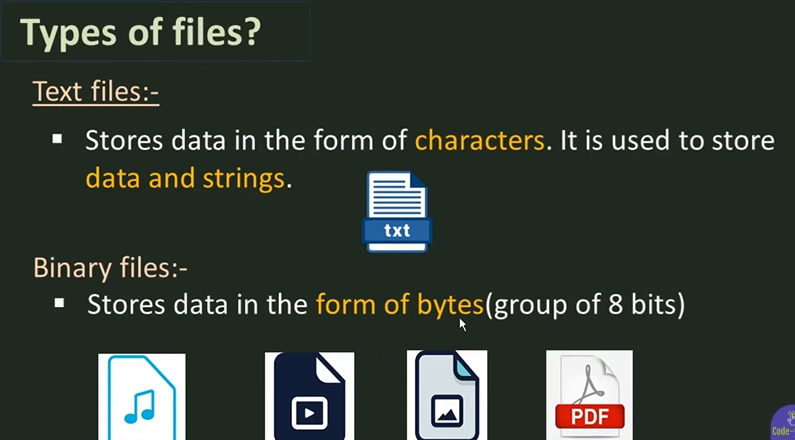 Types of files?
Text files:-
▪ Stores data in the form of characters. It is used to store
data and strings.
txt
Binary files:-
▪ Stores data in the form of bytes(group of 8 bits)
PDF
Code-